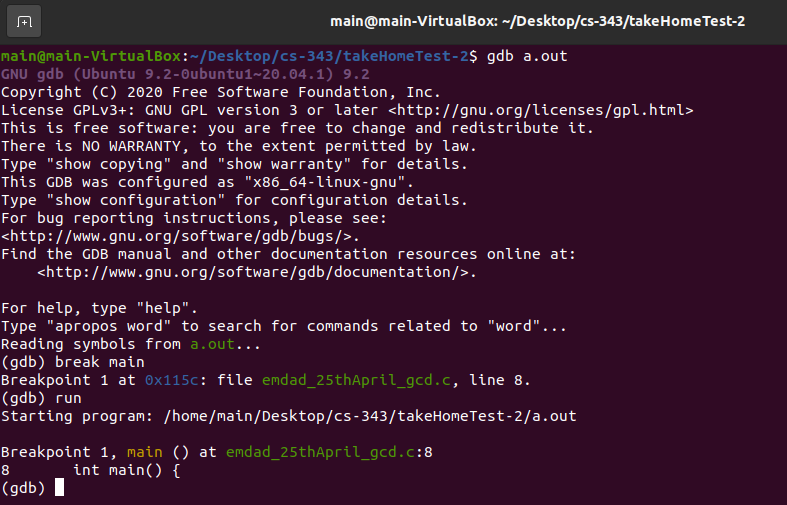 main@main-VirtualBox: ~/Desktop/cs-343/takeHomeTest-2
main@main-VirtualBox:~/Desktop/cs-343/takeHomeTest-2$ gdb a.out
GNU gdb (Ubuntu 9.2-0ubuntu1~20.04.1) 9.2
Copyright (C) 2020 Free Software Foundation, Inc.
License GPLv3+: GNU GPL version 3 or later <http://gnu.org/licenses/gpl.html>
This is free software: you are free to change and redistribute it.
There is NO WARRANTY, to the extent permitted by law.
Type "show copying" and "show warranty" for details.
This GDB was configured as "x86_64-linux-gnu".
Type "show configuration" for configuration details.
For bug reporting instructions, please see:
<http://www.gnu.org/software/gdb/bugs/>.
Find the GDB manual and other documentation resources online at:
    <http://www.gnu.org/software/gdb/documentation/>.

For help, type "help".
Type "apropos word" to search for commands related to "word"...
Reading symbols from a.out...
(gdb) break main
Breakpoint 1 at 0x115c: file emdad_25thApril_gcd.c, line 8.
(gdb) run
Starting program: /home/main/Desktop/cs-343/takeHomeTest-2/a.out

Breakpoint 1, main () at emdad_25thApril_gcd.c:8
8       int main() {
(gdb)